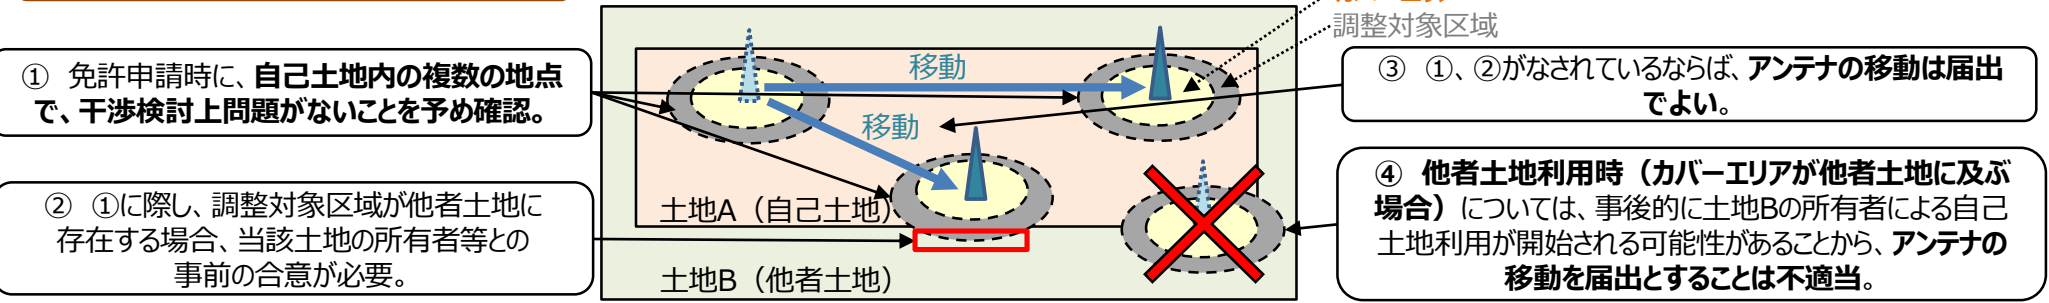 調整対象区域
① 免許申請時に、自己土地内の複数の地点
で、干渉検討上問題がないことを予め確認。
移動
③ ①、②がなされているならば、アンテナの移動は届出
でよい。
移動
② ①に際し、調整対象区域が他者土地に
存在する場合、当該土地の所有者等との
事前の合意が必要。
土地A（自己土地）
土地B（他者土地）
④ 他者土地利用時（カバーエリアが他者土地に及ぶ
場合）については、事後的に土地Bの所有者による自己
土地利用が開始される可能性があることから、アンテナの
移動を届出とすることは不適当。